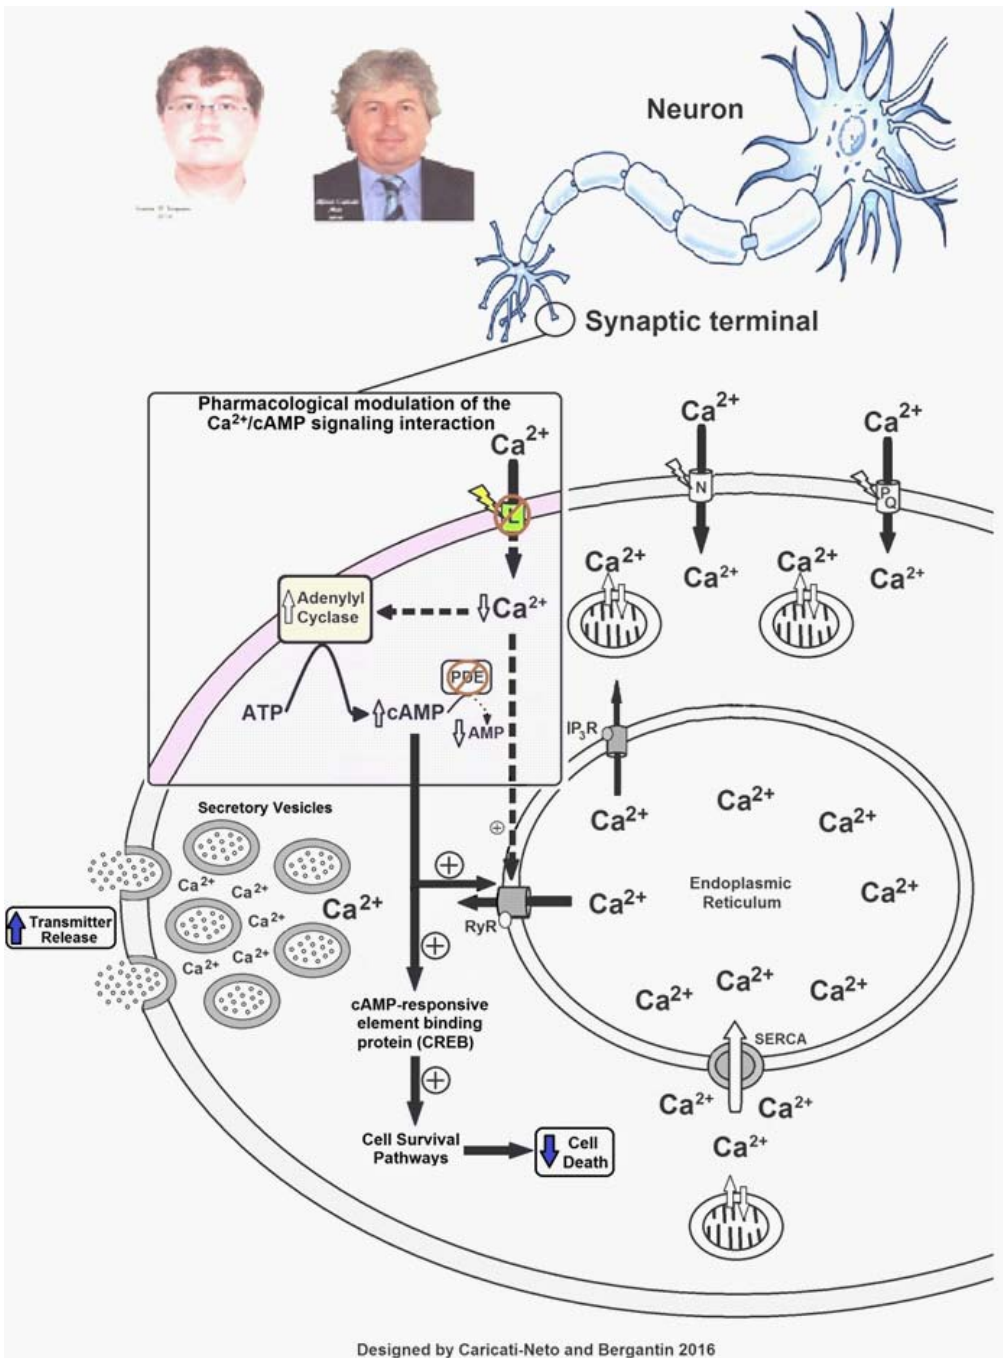 Neuron
Synaptic terminal
Pharmacological modulation of the
Ca²⁺/cAMP signaling interaction
Ca²⁺
Ca²⁺
Ca²⁺
L
N
P
Q
Ca²⁺
Ca²⁺
Ca²⁺
Ca²⁺
Adenylyl
Cyclase
Ca²⁺
PDE
ATP
cAMP
AMP
IP₃R
Secretory Vesicles
Ca²⁺
Ca²⁺
Ca²⁺
Ca²⁺
Ca²⁺
Ca²⁺
Ca²⁺
Endoplasmic
Reticulum
Ca²⁺
Ca²⁺
Ca²⁺
Transmitter
Release
RyR
Ca²⁺
Ca²⁺
Ca²⁺
Ca²⁺
Ca²⁺
cAMP-responsive
element binding
protein (CREB)
SERCA
Ca²⁺
Ca²⁺
Ca²⁺
Cell Survival
Pathways
Cell
Death
Designed by Caricati-Neto and Bergantin 2016